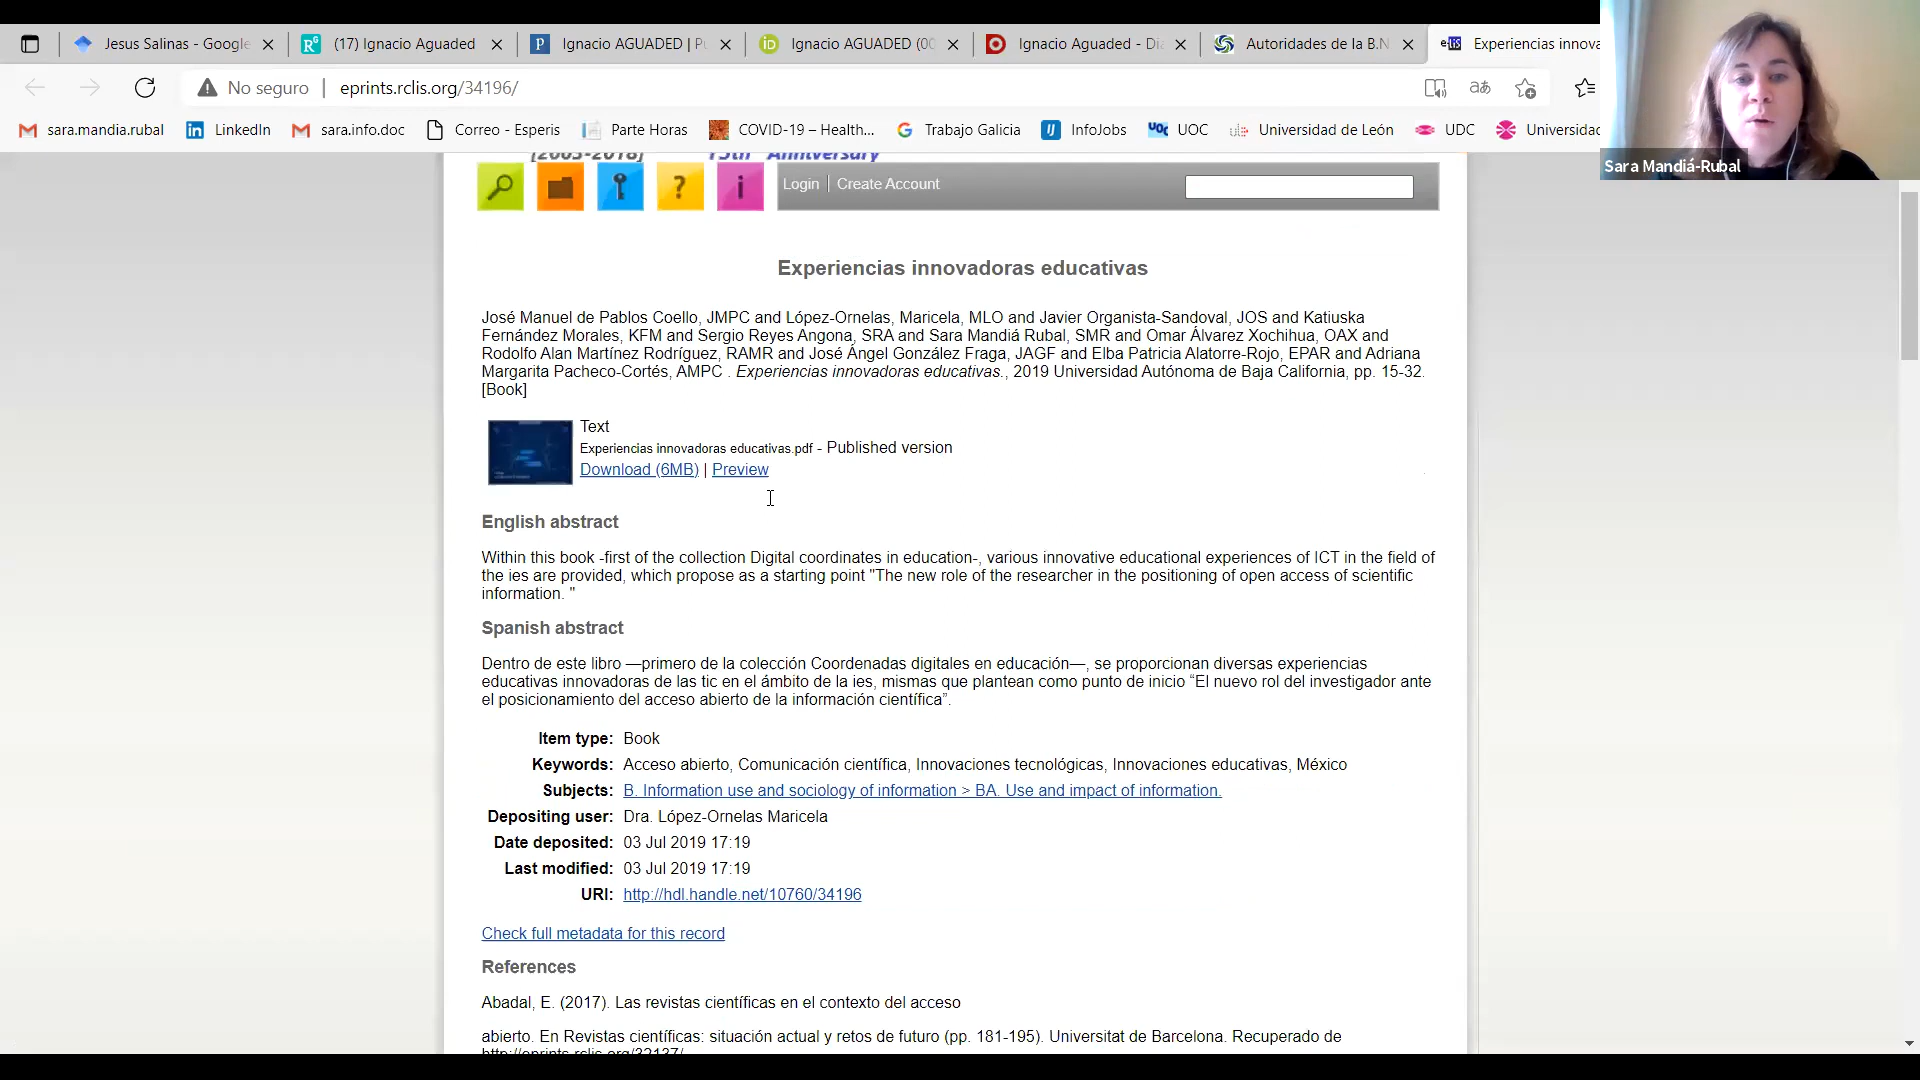 Jesus Salinas - Google
(17) Ignacio Aguaded
Ignacio AGUADED | P
Ignacio AGUADED (00
Ignacio Aguaded - Di
Autoridades de la B.N
Experiencias innova
No seguro | eprints.rclis.org/34196/
sara.mandia.rubal
LinkedIn
sara.info.doc
Correo - Esperis
Parte Horas
COVID-19 – Health...
Trabajo Galicia
InfoJobs
UOC
Universidad de León
UDC
Universidad
Sara Mandiá-Rubal
[2003-2018] 15th Anniversary
Login | Create Account
Experiencias innovadoras educativas
José Manuel de Pablos Coello, JMPC and López-Ornelas, Maricela, MLO and Javier Organista-Sandoval, JOS and Katiuska
Fernández Morales, KFM and Sergio Reyes Angona, SRA and Sara Mandiá Rubal, SMR and Omar Álvarez Xochihua, OAX and
Rodolfo Alan Martínez Rodríguez, RAMR and José Ángel González Fraga, JAGF and Elba Patricia Alatorre-Rojo, EPAR and Adriana
Margarita Pacheco-Cortés, AMPC . Experiencias innovadoras educativas., 2019 Universidad Autónoma de Baja California, pp. 15-32.
[Book]
Text
Experiencias innovadoras educativas.pdf - Published version
Download (6MB) | Preview
English abstract
Within this book -first of the collection Digital coordinates in education-, various innovative educational experiences of ICT in the field of
the ies are provided, which propose as a starting point "The new role of the researcher in the positioning of open access of scientific
information. "
Spanish abstract
Dentro de este libro —primero de la colección Coordenadas digitales en educación—, se proporcionan diversas experiencias
educativas innovadoras de las tic en el ámbito de la ies, mismas que plantean como punto de inicio “El nuevo rol del investigador ante
el posicionamiento del acceso abierto de la información científica”.
Item type: Book
Keywords: Acceso abierto, Comunicación científica, Innovaciones tecnológicas, Innovaciones educativas, México
Subjects: B. Information use and sociology of information > BA. Use and impact of information.
Depositing user: Dra. López-Ornelas Maricela
Date deposited: 03 Jul 2019 17:19
Last modified: 03 Jul 2019 17:19
URI: http://hdl.handle.net/10760/34196
Check full metadata for this record
References
Abadal, E. (2017). Las revistas científicas en el contexto del acceso
abierto. En Revistas científicas: situación actual y retos de futuro (pp. 181-195). Universitat de Barcelona. Recuperado de
http://eprints.rclis.org/32137/